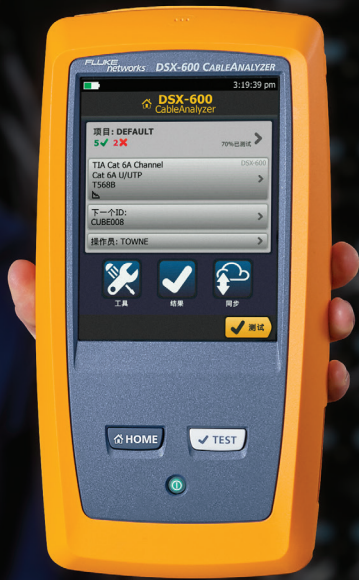 FLUKE
networks DSX-600 CABLEANALYZER
3:19:39 pm
DSX-600
CableAnalyzer
项目: DEFAULT
5✓ 2✗
70%已测试
TIA Cat 6A Channel
DSX-600
Cat 6A U/UTP
T568B
下一个ID:
CUBE008
操作员: TOWNE
工具
结果
同步
测试
HOME
TEST